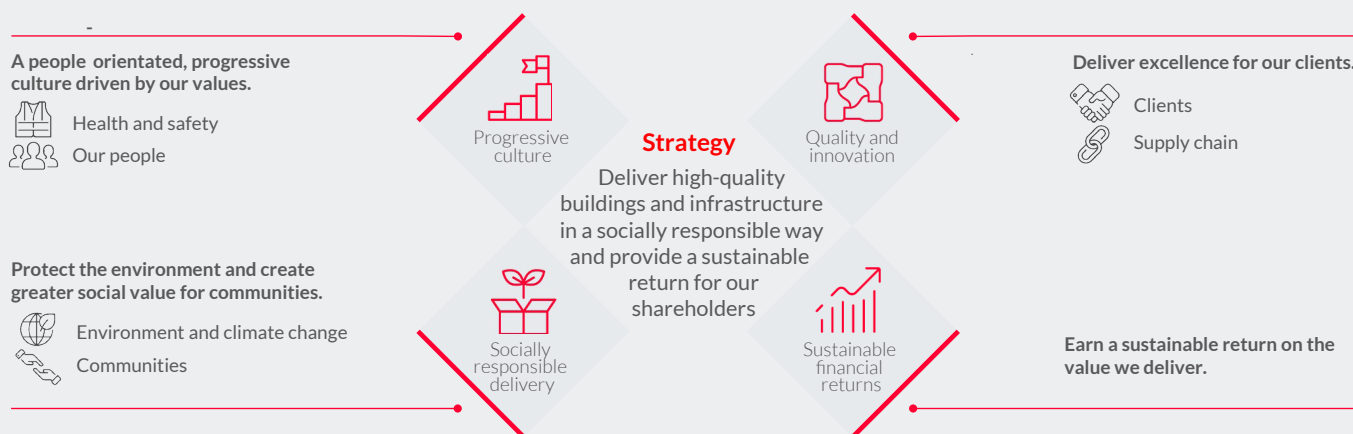 A people orientated, progressive
culture driven by our values.
Health and safety
Our people
Progressive
culture
Strategy
Deliver high-quality
buildings and infrastructure
in a socially responsible way
and provide a sustainable
return for our
shareholders
Quality and
innovation
Deliver excellence for our clients.
Clients
Supply chain
Protect the environment and create
greater social value for communities.
Environment and climate change
Communities
Socially
responsible
delivery
Sustainable
financial
returns
Earn a sustainable return on the
value we deliver.